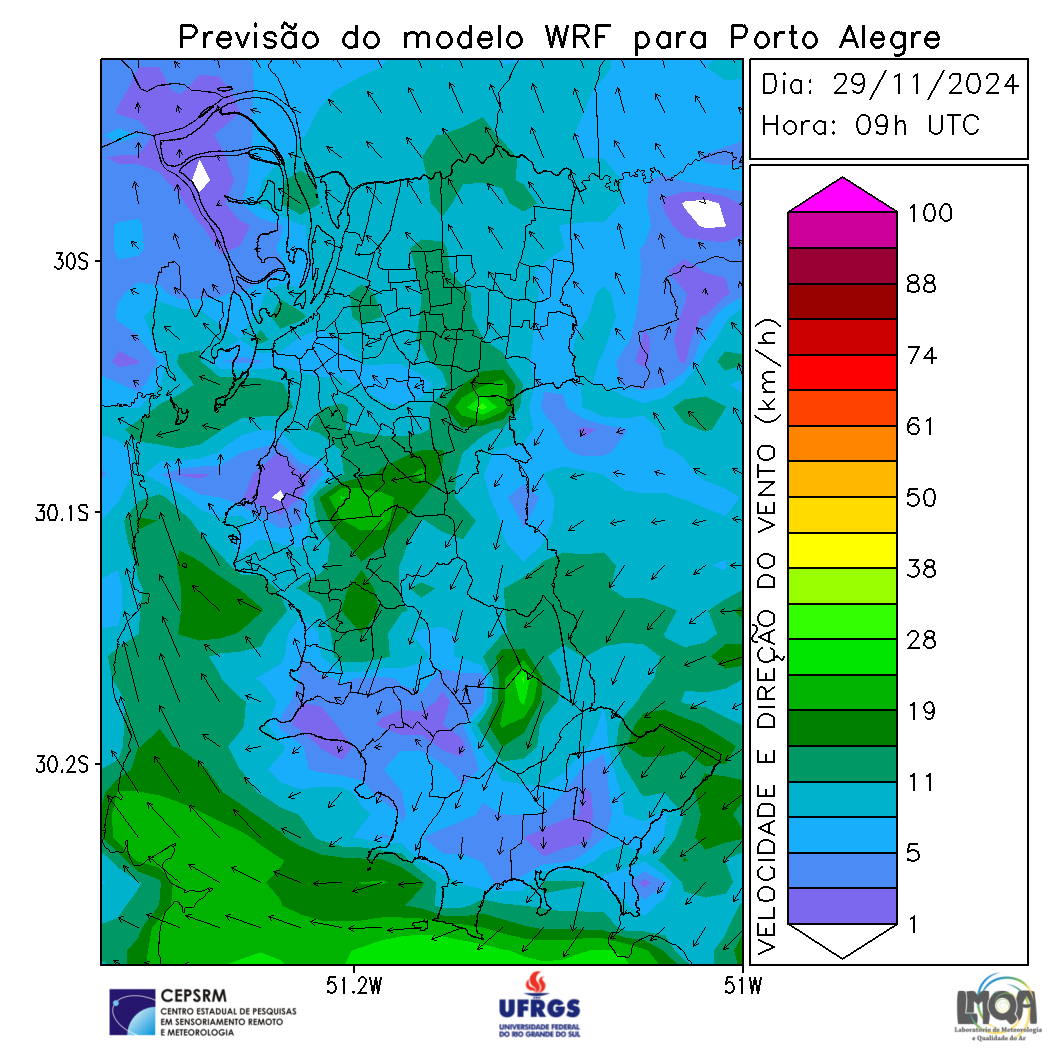 Previsão do modelo WRF para Porto Alegre
Dia: 29/11/2024
Hora: 09h UTC
30S
30.1S
30.2S
51.2W
51W
VELOCIDADE E DIREÇÃO DO VENTO (km/h)
100
88
74
61
50
38
28
19
11
5
1
CEPSRM
CENTRO ESTADUAL DE PESQUISAS
EM SENSORIAMENTO REMOTO
E METEOROLOGIA
UFRGS
UNIVERSIDADE FEDERAL
DO RIO GRANDE DO SUL
LMQA
Laboratório de Meteorologia
e Qualidade do Ar